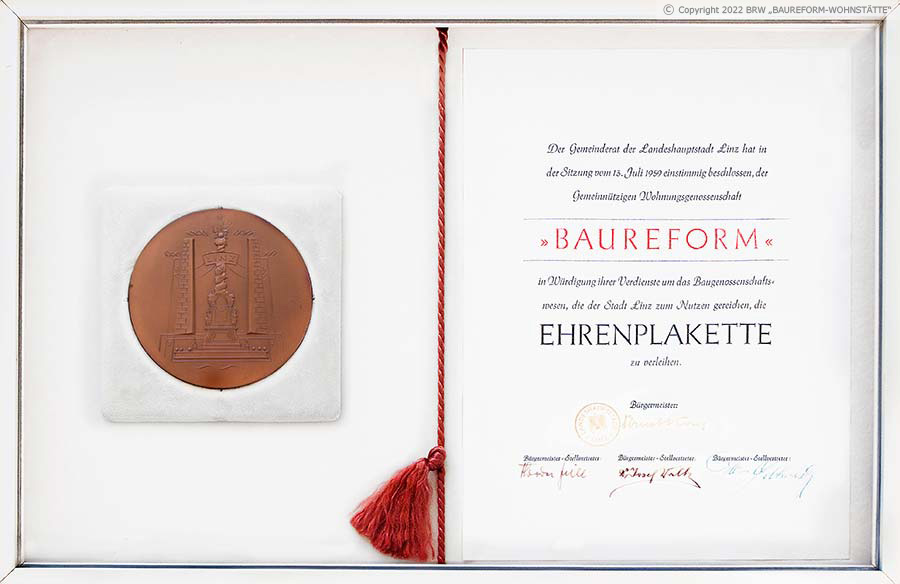 © Copyright 2022 BRW „BAUREFORM-WOHNSTÄTTE“
LINZ
Der Gemeinderat der Landeshauptstadt Linz hat in
der Sitzung vom 13. Juli 1959 einstimmig beschlossen, der
Gemeinnützigen Wohnungsgenossenschaft
»BAUREFORM«
in Würdigung ihrer Verdienste um das Baugenossenschafts-
wesen, die der Stadt Linz zum Nutzen gereichen, die
EHRENPLAKETTE
zu verleihen.
Bürgermeister:
Bürgermeister-Stellvertreter: Bürgermeister-Stellvertreter: Bürgermeister-Stellvertreter: